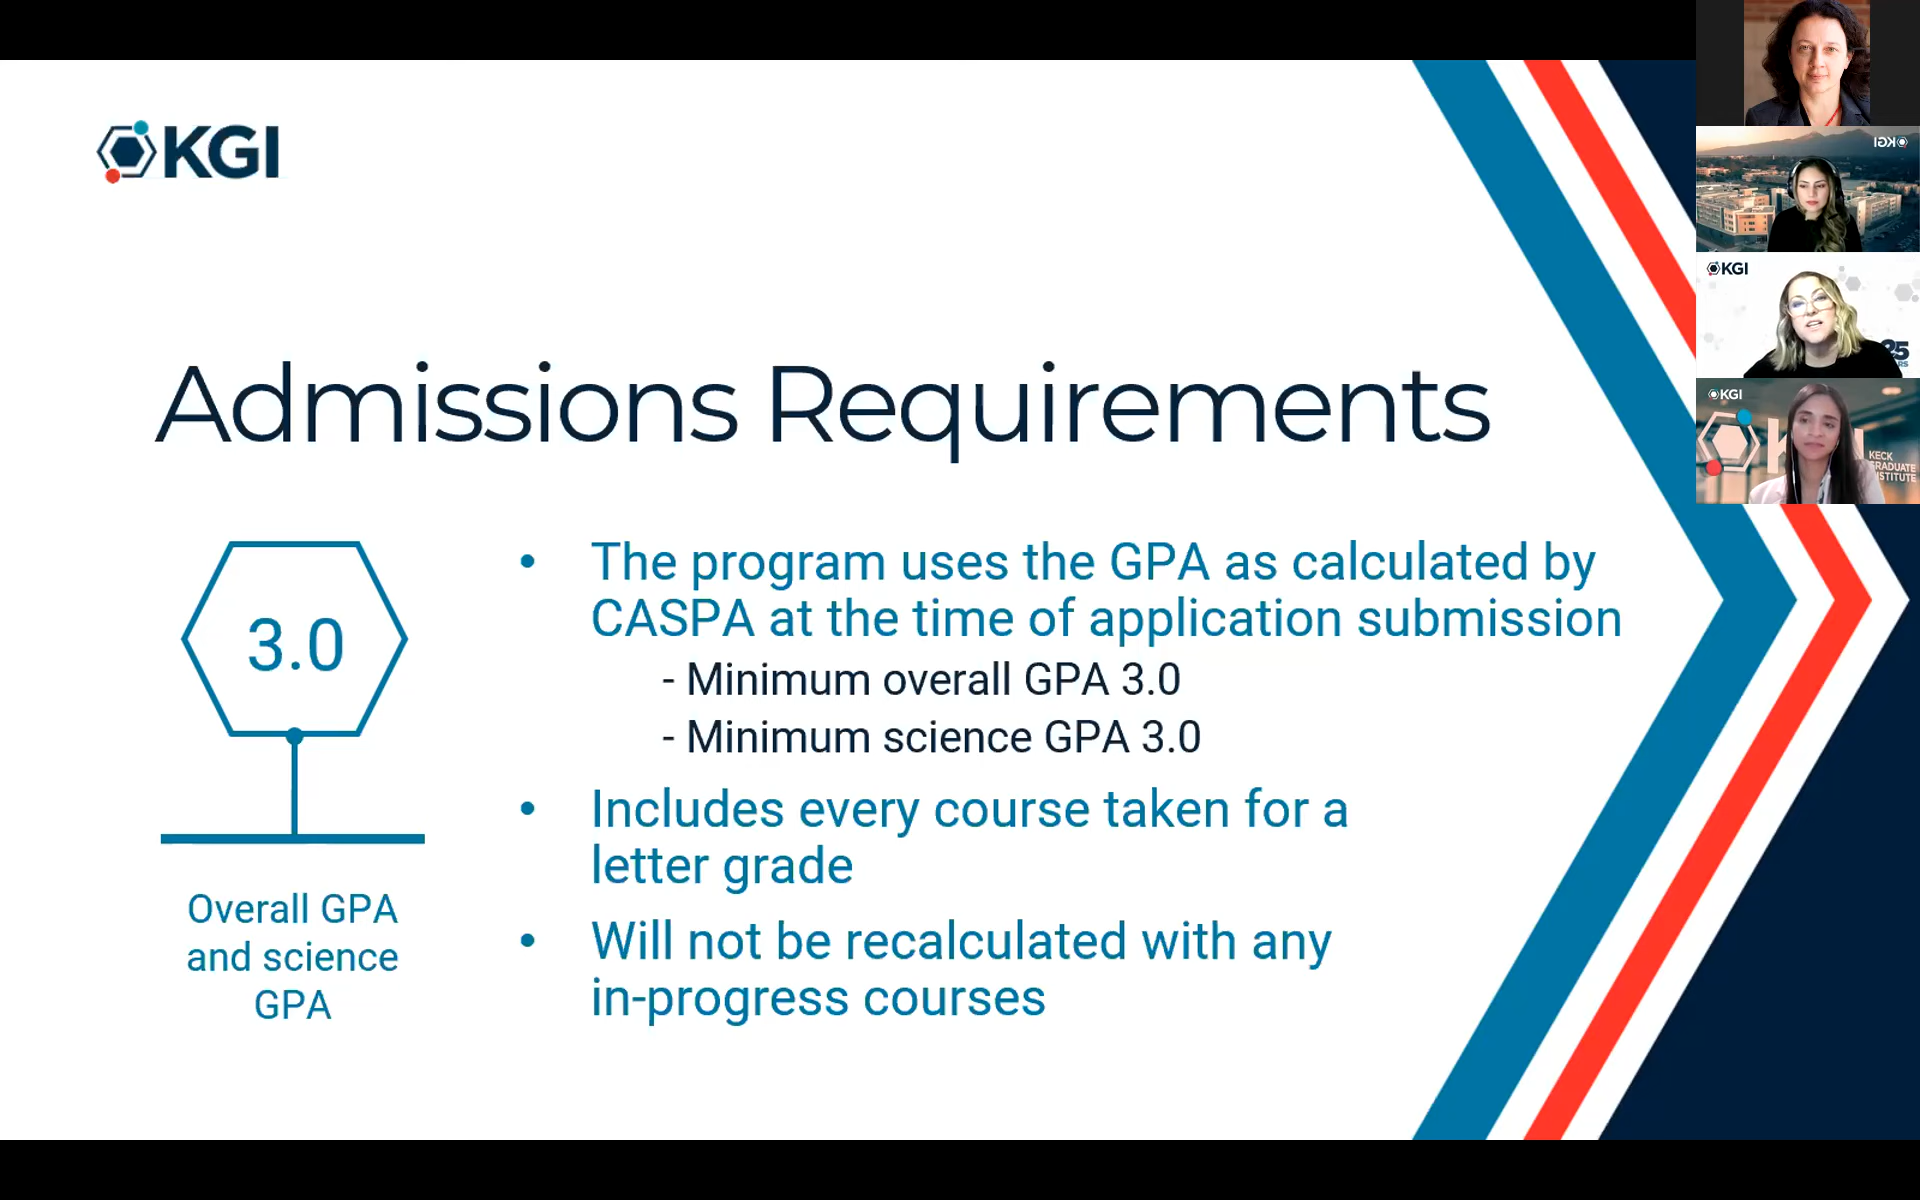 KGI
Admissions Requirements
3.0
Overall GPA
and science
GPA
• The program uses the GPA as calculated by
CASPA at the time of application submission
- Minimum overall GPA 3.0
- Minimum science GPA 3.0
• Includes every course taken for a
letter grade
• Will not be recalculated with any
in-progress courses
KGI
KGI
25
KGI
KECK
GRADUATE
INSTITUTE